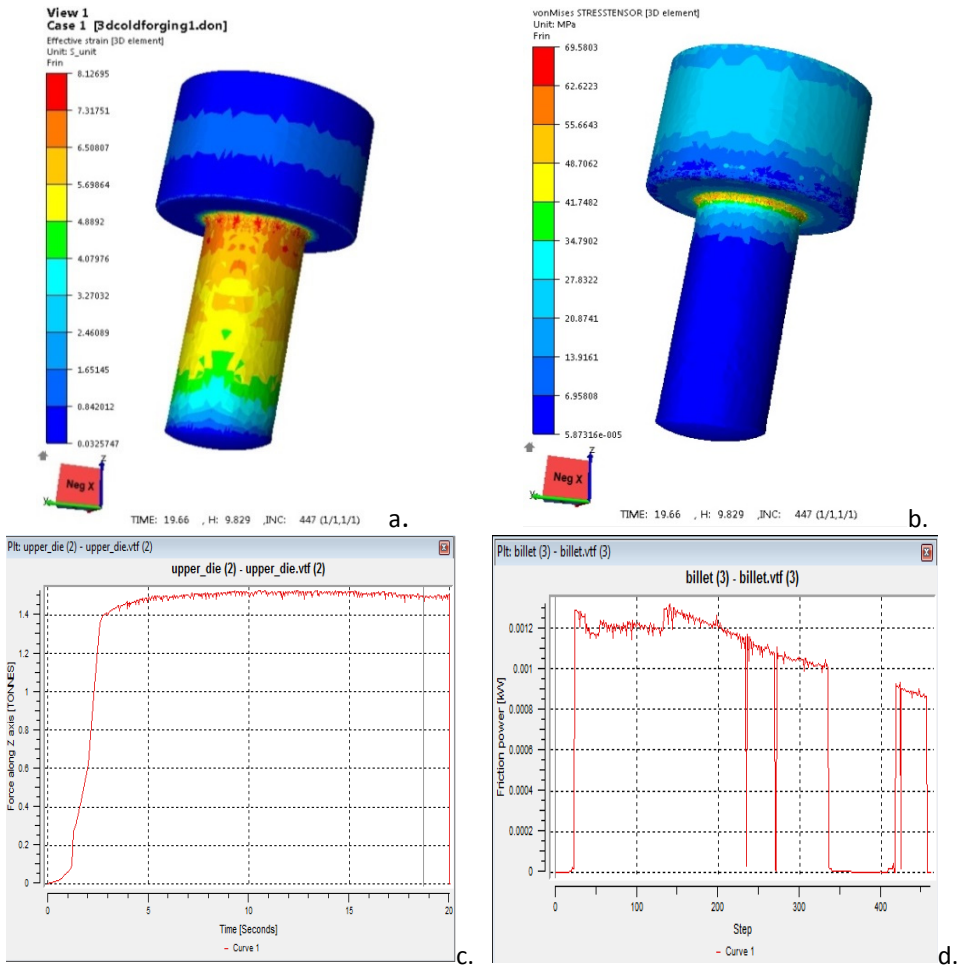 View 1
Case 1 [3dcoldforging1.don]
Effective strain [3D element]
Unit: S_unit
Frin
8.12695
7.31751
6.50807
5.69864
4.8892
4.07976
3.27032
2.46089
1.65145
0.842012
0.0325747
Neg X
Z
Y
TIME: 19.66 , H: 9.829 ,INC: 447 (1/1,1/1)
a.
vonMises STRESSTENSOR [3D element]
Unit: MPa
Frin
69.5803
62.6223
55.6643
48.7062
41.7482
34.7902
27.8322
20.8741
13.9161
6.95808
5.87316e-005
Neg X
Z
Y
TIME: 19.66 , H: 9.829 ,INC: 447 (1/1,1/1)
b.
Plt: upper_die (2) - upper_die.vtf (2)
upper_die (2) - upper_die.vtf (2)
Force along Z axis [TONNES]
1.4
1.2
1
0.8
0.6
0.4
0.2
0
0 5 10 15 20
Time [Seconds]
– Curve 1
c.
Plt: billet (3) - billet.vtf (3)
billet (3) - billet.vtf (3)
Friction power [kW]
0.0012
0.001
0.0008
0.0006
0.0004
0.0002
0
0 100 200 300 400
Step
– Curve 1
d.